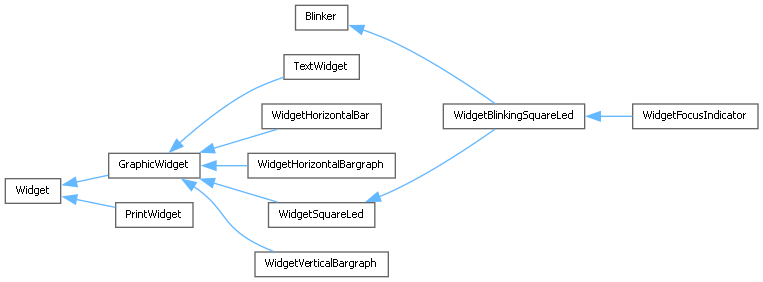 Blinker
TextWidget
WidgetHorizontalBar
WidgetBlinkingSquareLed
WidgetFocusIndicator
GraphicWidget
WidgetHorizontalBargraph
Widget
PrintWidget
WidgetSquareLed
WidgetVerticalBargraph